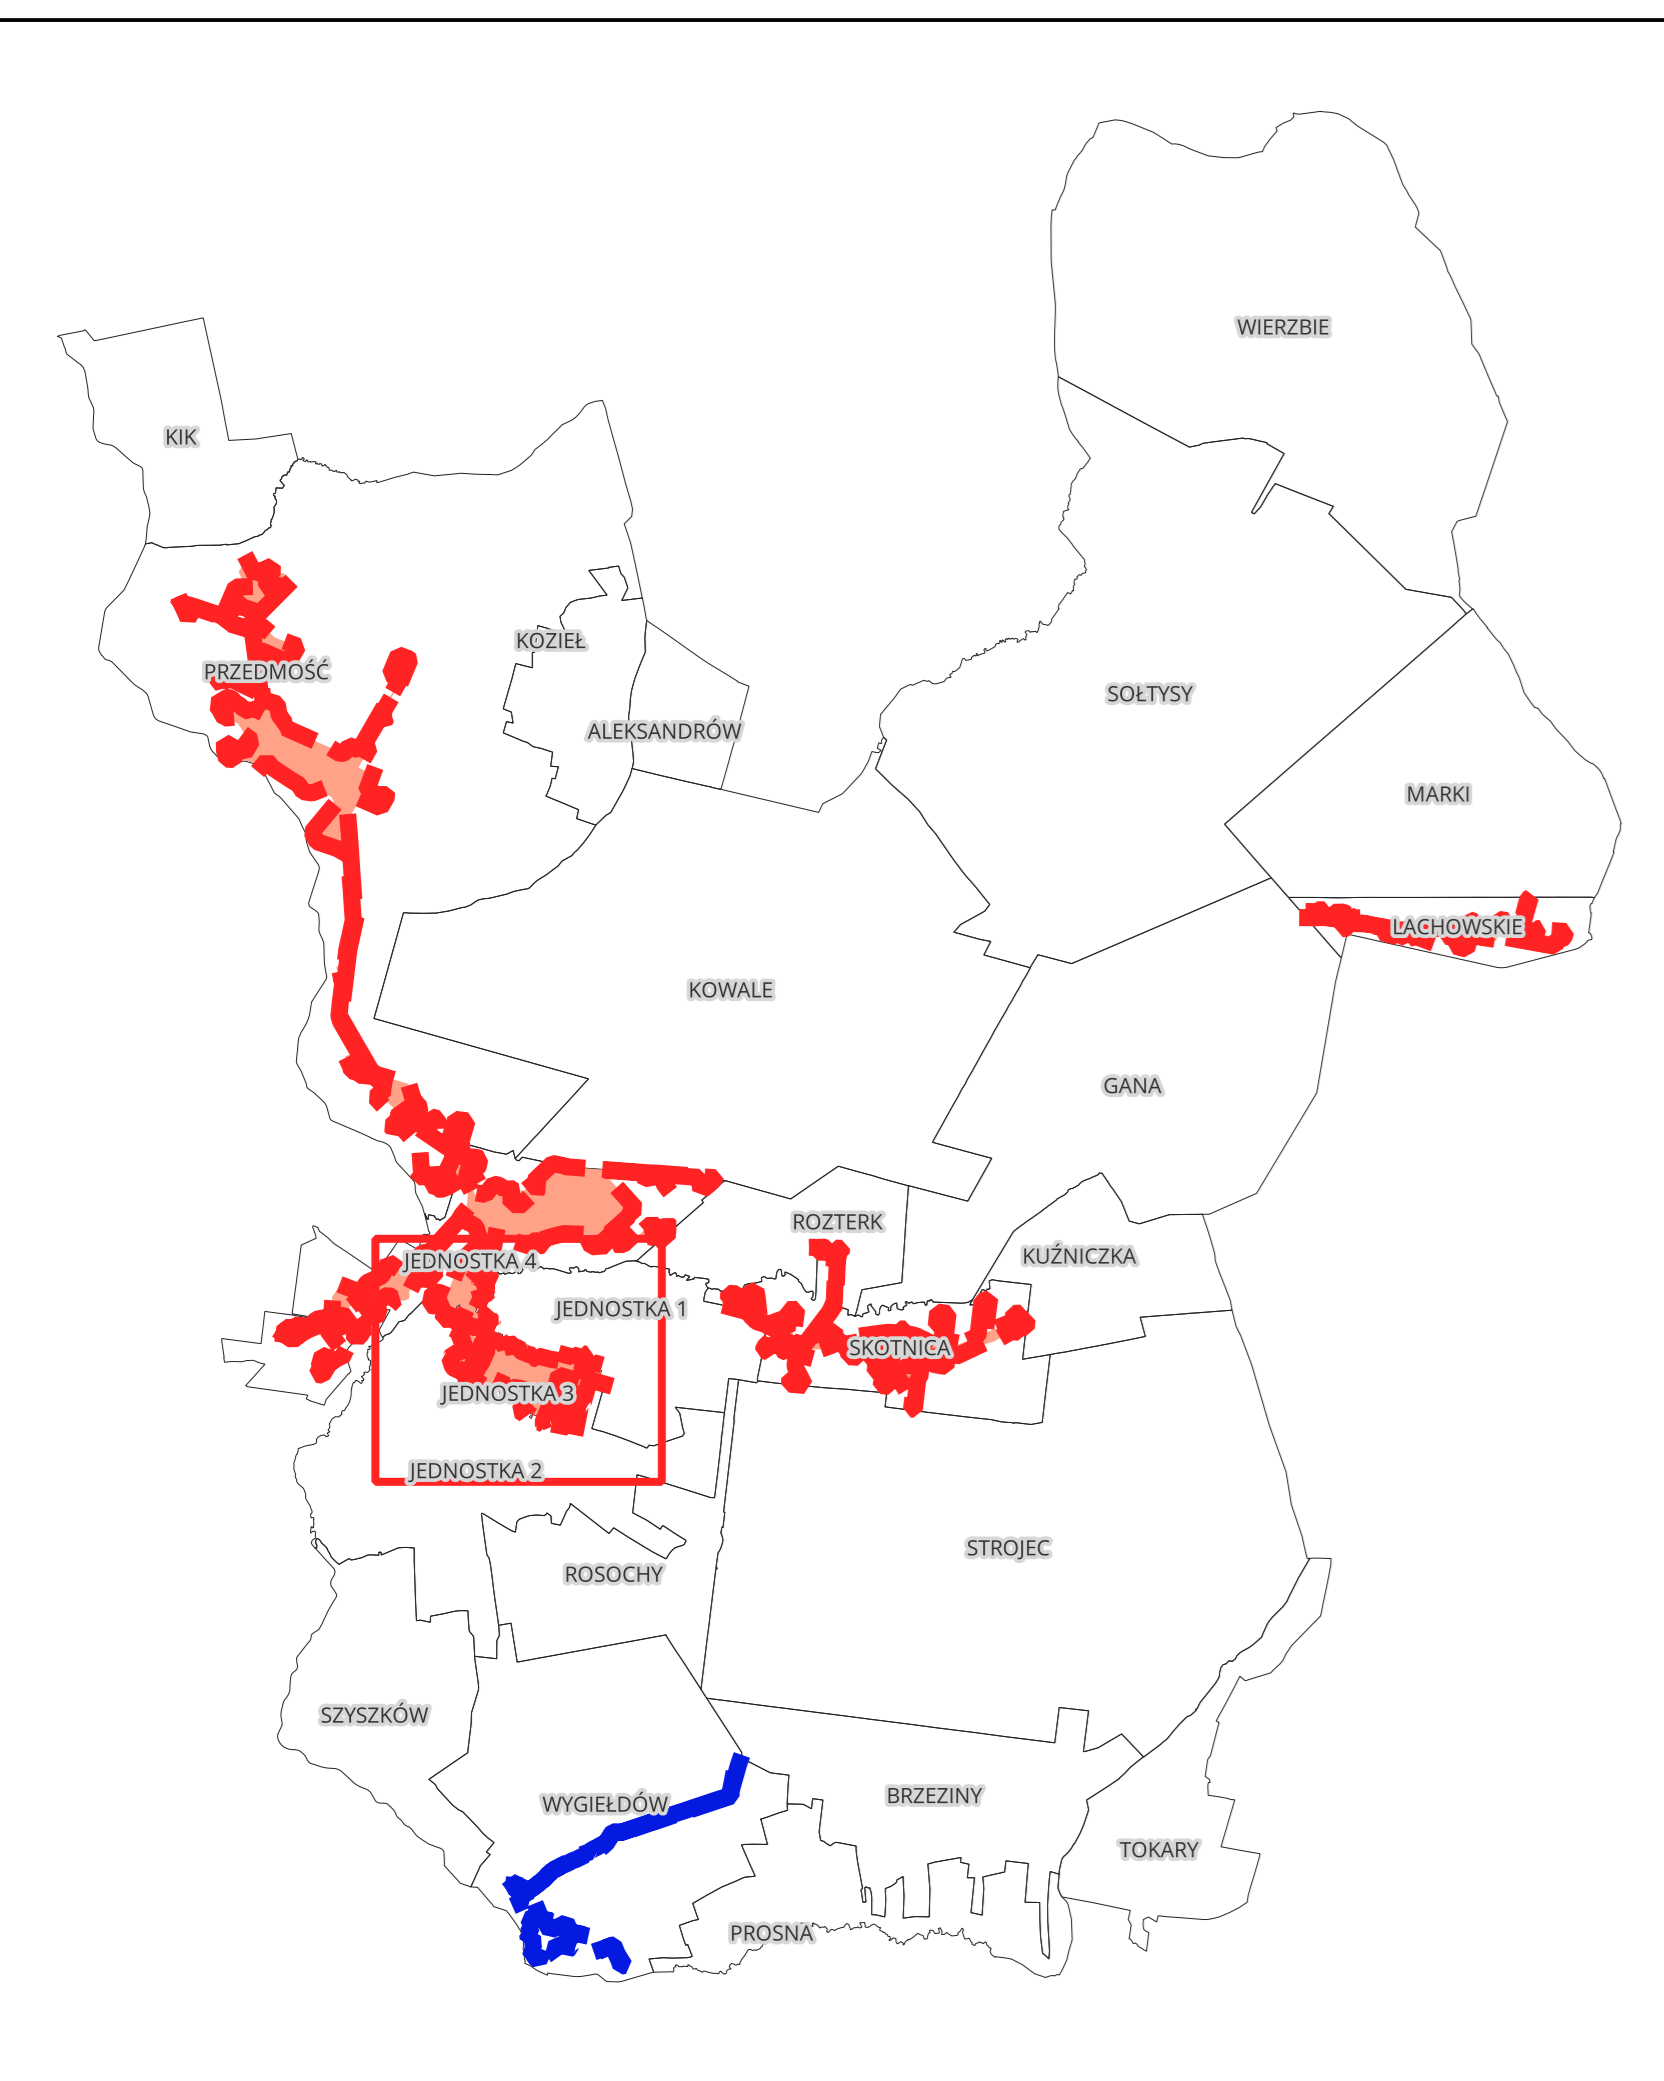 WIERZBIE
KIK
KOZIEŁ
PRZEDMOŚĆ
SOŁTYSY
ALEKSANDRÓW
MARKI
LACHOWSKIE
KOWALE
GANA
ROZTERK
KUŹNICZKA
JEDNOSTKA 4
JEDNOSTKA 1
SKOTNICA
JEDNOSTKA 3
JEDNOSTKA 2
STROJEC
ROSOCHY
SZYSZKÓW
BRZEZINY
WYGIEŁDÓW
TOKARY
PROSNA